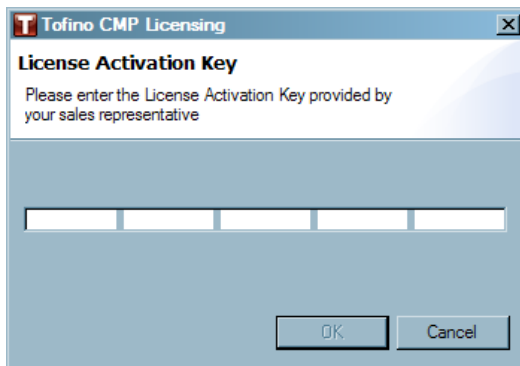 T Tofino CMP Licensing
License Activation Key
Please enter the License Activation Key provided by
your sales representative
OK Cancel